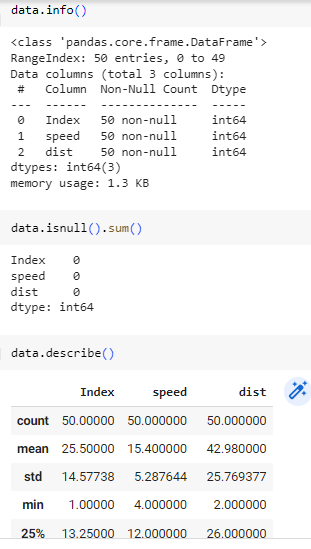 data.info()
<class 'pandas.core.frame.DataFrame'>
RangeIndex: 50 entries, 0 to 49
Data columns (total 3 columns):
 #   Column  Non-Null Count  Dtype
---  ------  --------------  -----
 0   Index   50 non-null     int64
 1   speed   50 non-null     int64
 2   dist    50 non-null     int64
dtypes: int64(3)
memory usage: 1.3 KB
data.isnull().sum()
Index    0
speed    0
dist     0
dtype: int64
data.describe()
Index speed dist
count 50.00000 50.000000 50.000000
mean 25.50000 15.400000 42.980000
std 14.57738 5.287644 25.769377
min 1.00000 4.000000 2.000000
25% 13.25000 12.000000 26.000000